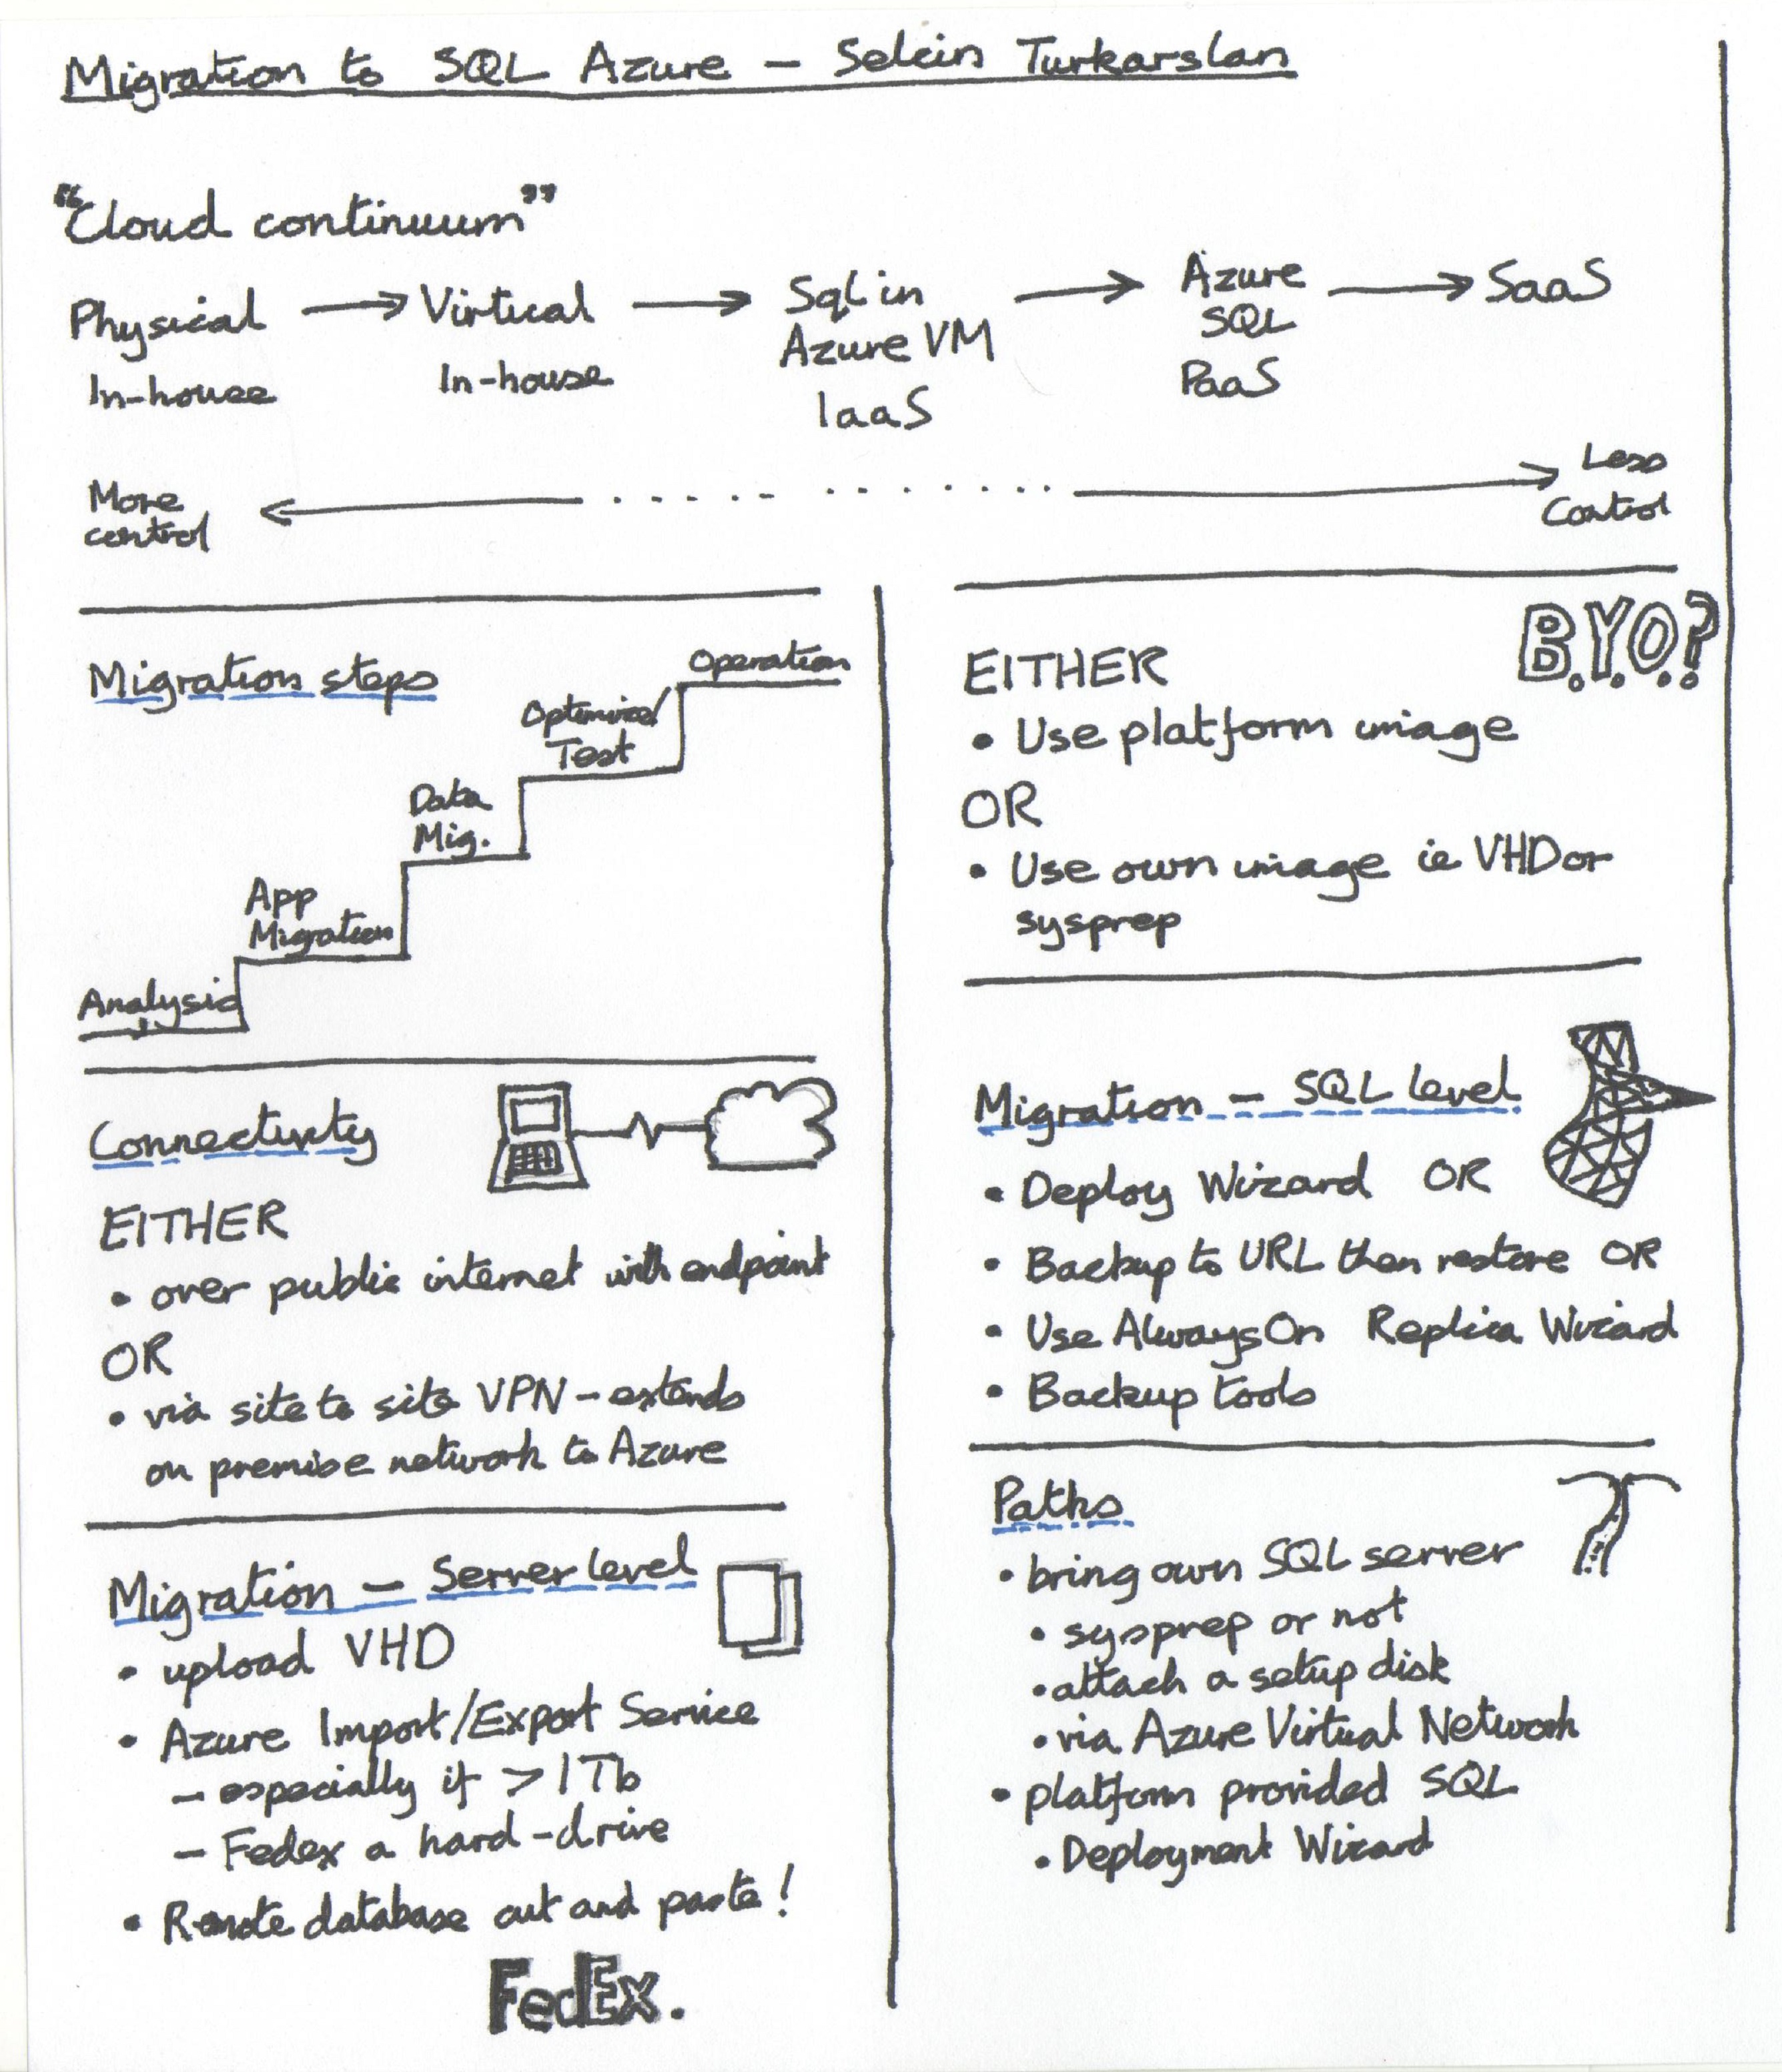 Migration to SQL Azure – Selcin Turkarslan
"Cloud continuum"
Physical → Virtical → Sql in → Azure → SaaS
In-house In-house Azure VM SQL
IaaS PaaS
More Less
control Control
Migration steps
Operation
Optimize/
Test
Data
Mig.
App
Migration
Analysis
Connectivity
EITHER
• over public internet with endpoint
OR
• via site to site VPN – extends
on premise network to Azure
Migration – Server level
• upload VHD
• Azure Import/Export Service
– especially if > 1Tb
– Fedex a hard-drive
• Remote database cut and paste!
FedEx.
B.Y.O.?
EITHER
• Use platform image
OR
• Use own image ie VHD or
sysprep
Migration – SQL level
• Deploy Wizard OR
• Backup to URL then restore OR
• Use AlwaysOn Replica Wizard
• Backup tools
Paths
• bring own SQL server
• sysprep or not
• attach a setup disk
• via Azure Virtual Network
• platform provided SQL
• Deployment Wizard